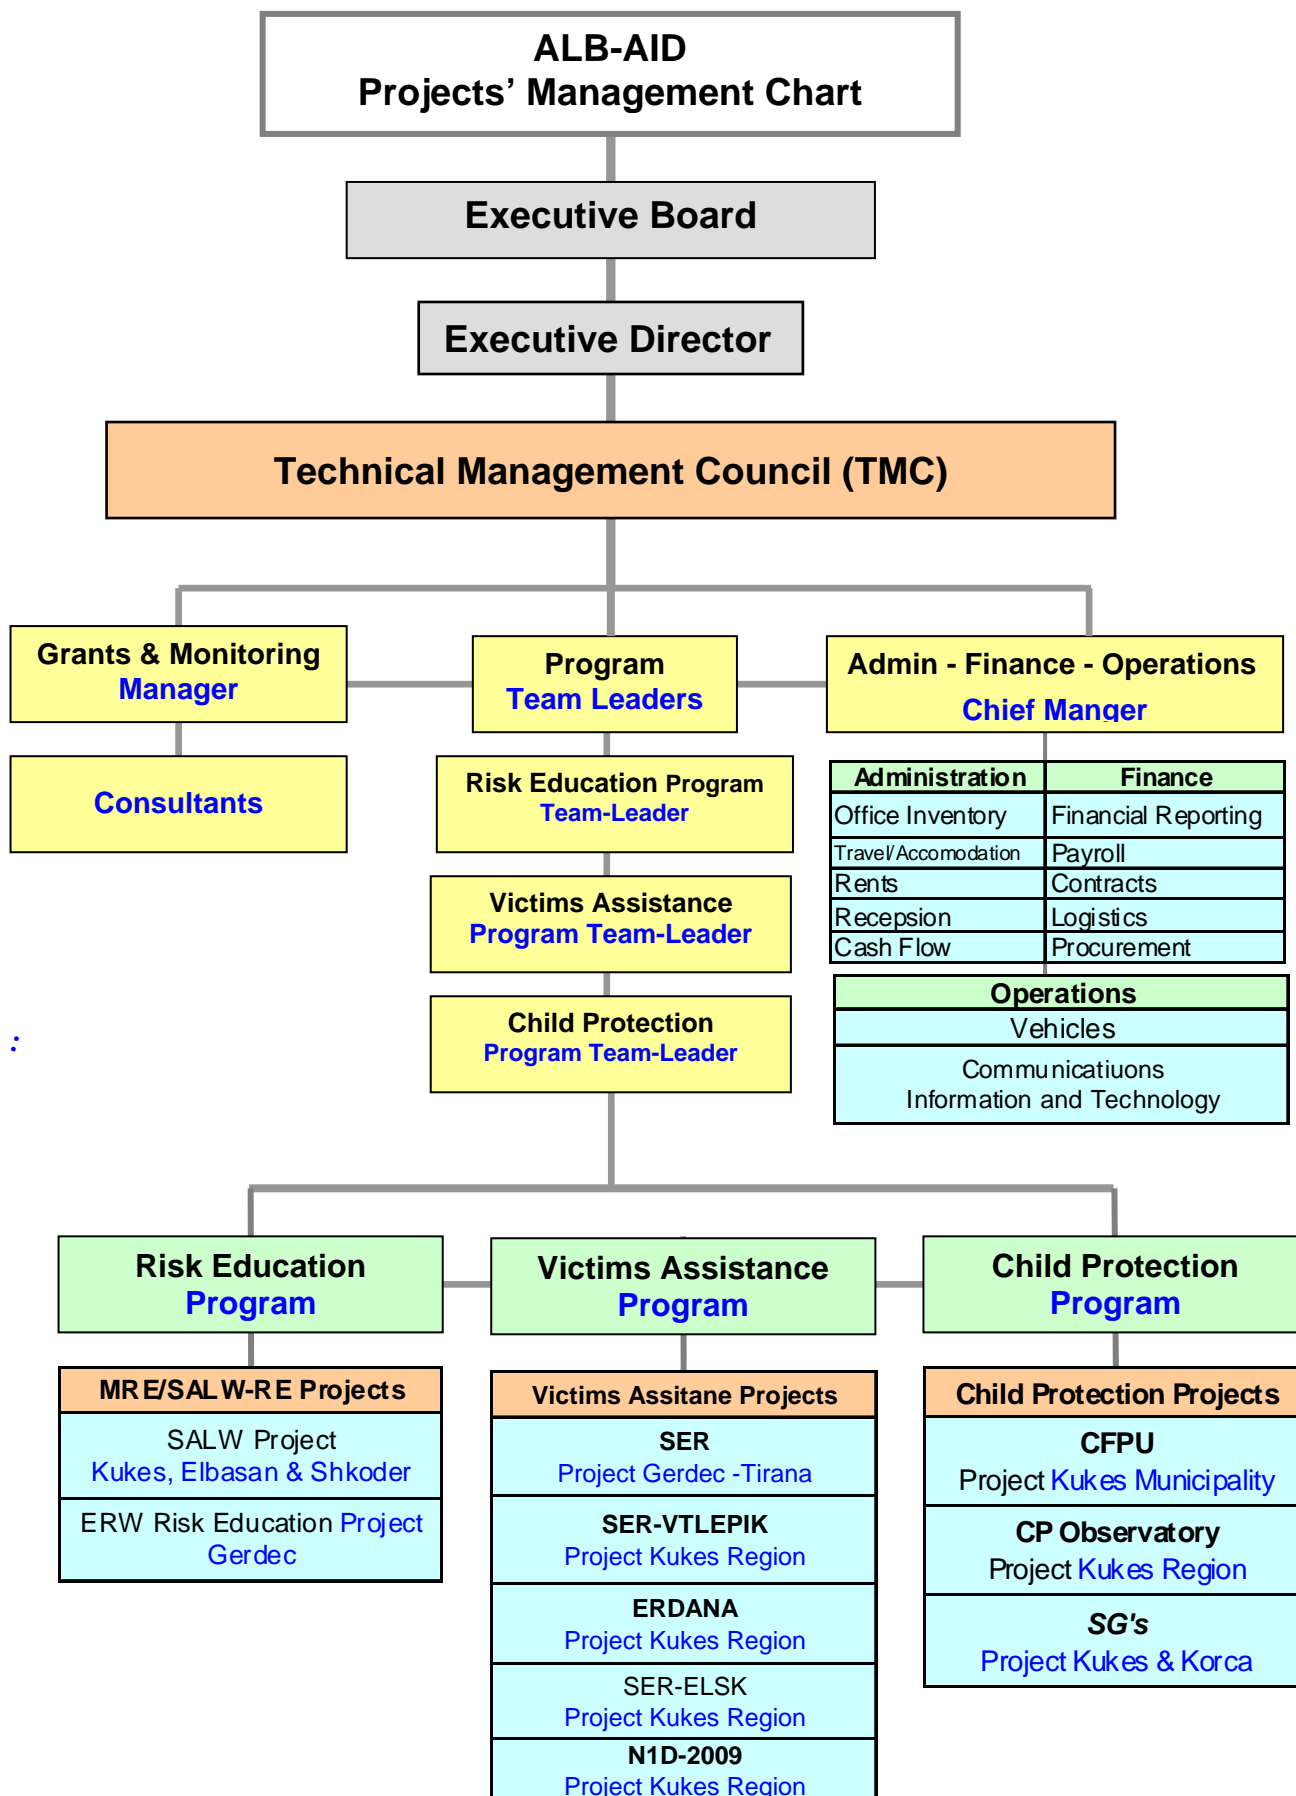 ALB-AID
Projects’ Management Chart
Executive Board
Executive Director
Technical Management Council (TMC)
Grants & Monitoring
Manager
Program
Team Leaders
Admin - Finance - Operations
Chief Manger
Consultants
Risk Education Program
Team-Leader
Victims Assistance
Program Team-Leader
Child Protection
Program Team-Leader
:
Administration Finance
Office Inventory Financial Reporting
Travel/Accomodation Payroll
Rents Contracts
Recepsion Logistics
Cash Flow Procurement
Operations
Vehicles
Communicatiuons
Information and Technology
Risk Education
Program
Victims Assistance
Program
Child Protection
Program
MRE/SALW-RE Projects
SALW Project
Kukes, Elbasan & Shkoder
ERW Risk Education Project
Gerdec
Victims Assitane Projects
SER
Project Gerdec -Tirana
SER-VTLEPIK
Project Kukes Region
ERDANA
Project Kukes Region
SER-ELSK
Project Kukes Region
N1D-2009
Project Kukes Region
Child Protection Projects
CFPU
Project Kukes Municipality
CP Observatory
Project Kukes Region
SG's
Project Kukes & Korca